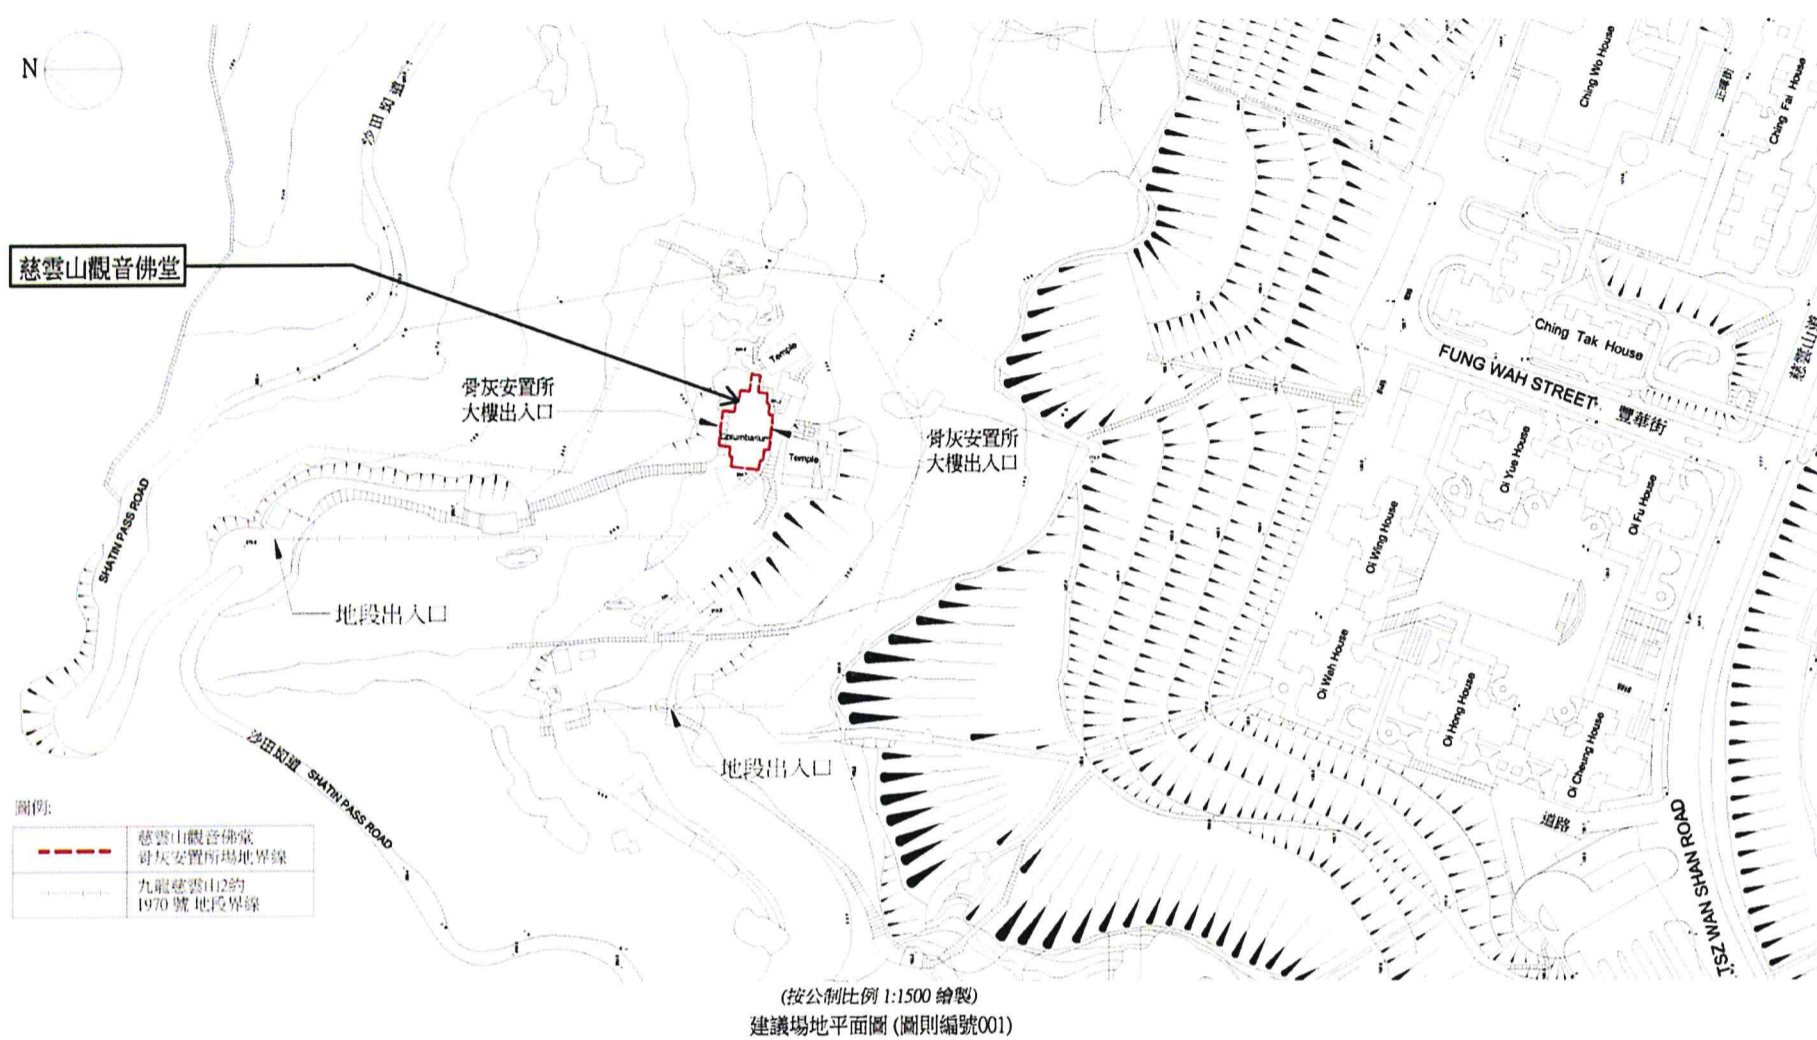 N
沙田坳道
慈雲山觀音佛堂
骨灰安置所
大樓出入口
Temple
Columbarium
Temple
骨灰安置所
大樓出入口
SHATIN PASS ROAD
地段出入口
地段出入口
沙田坳道 SHATIN PASS ROAD
Ching Wo House
正暉街
Ching Fai House
Ching Tak House
慈雲山道
FUNG WAH STREET
豐華街
Oi Yue House
Oi Fu House
Oi Wing House
Oi Wah House
Oi Hong House
Oi Cheung House
道路
TSZ WAN SHAN ROAD
圖例:
慈雲山觀音佛堂
骨灰安置所場地界線
九龍慈雲山2約
1970 號 地段界線
(按公制比例 1:1500 繪製)
建議場地平面圖 (圖則編號001)